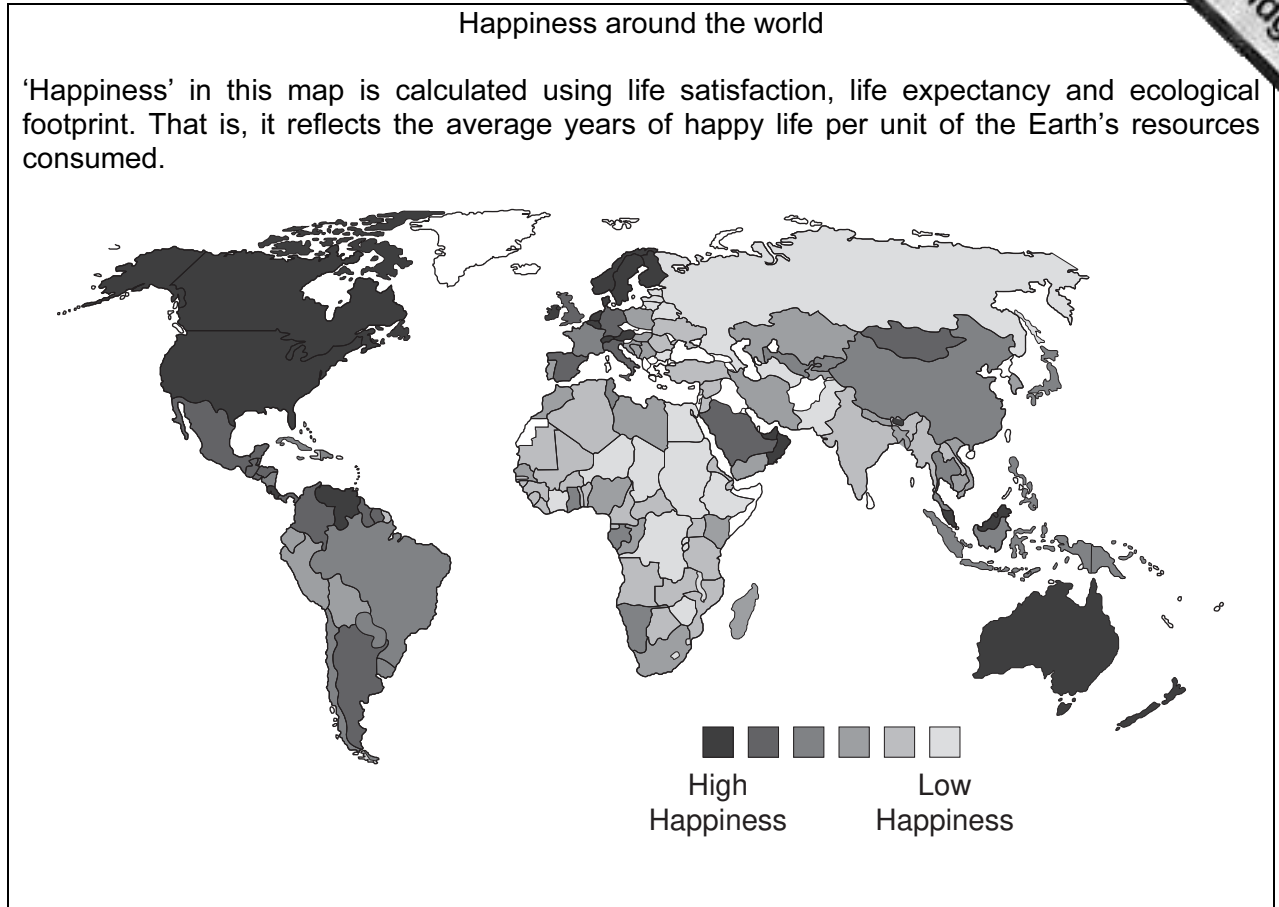 Happiness around the world
‘Happiness’ in this map is calculated using life satisfaction, life expectancy and ecological
footprint. That is, it reflects the average years of happy life per unit of the Earth’s resources
consumed.
High Low
Happiness Happiness